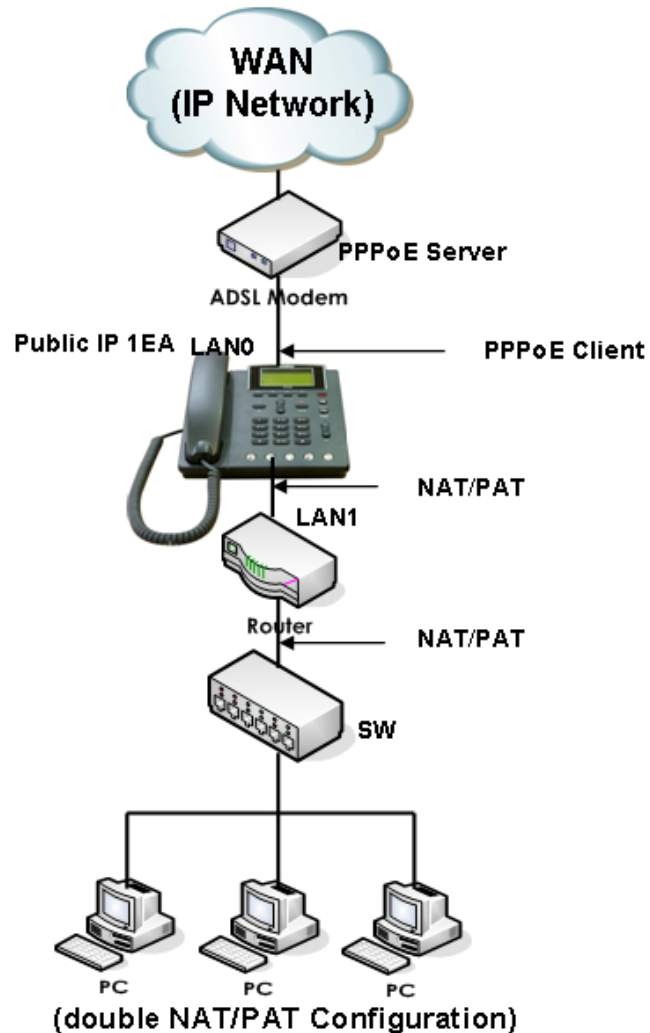 WAN
(IP Network)
PPPoE Server
ADSL Modem
Public IP 1EA LAN0
PPPoE Client
NAT/PAT
LAN1
Router
NAT/PAT
SW
PC PC PC
(double NAT/PAT Configuration)